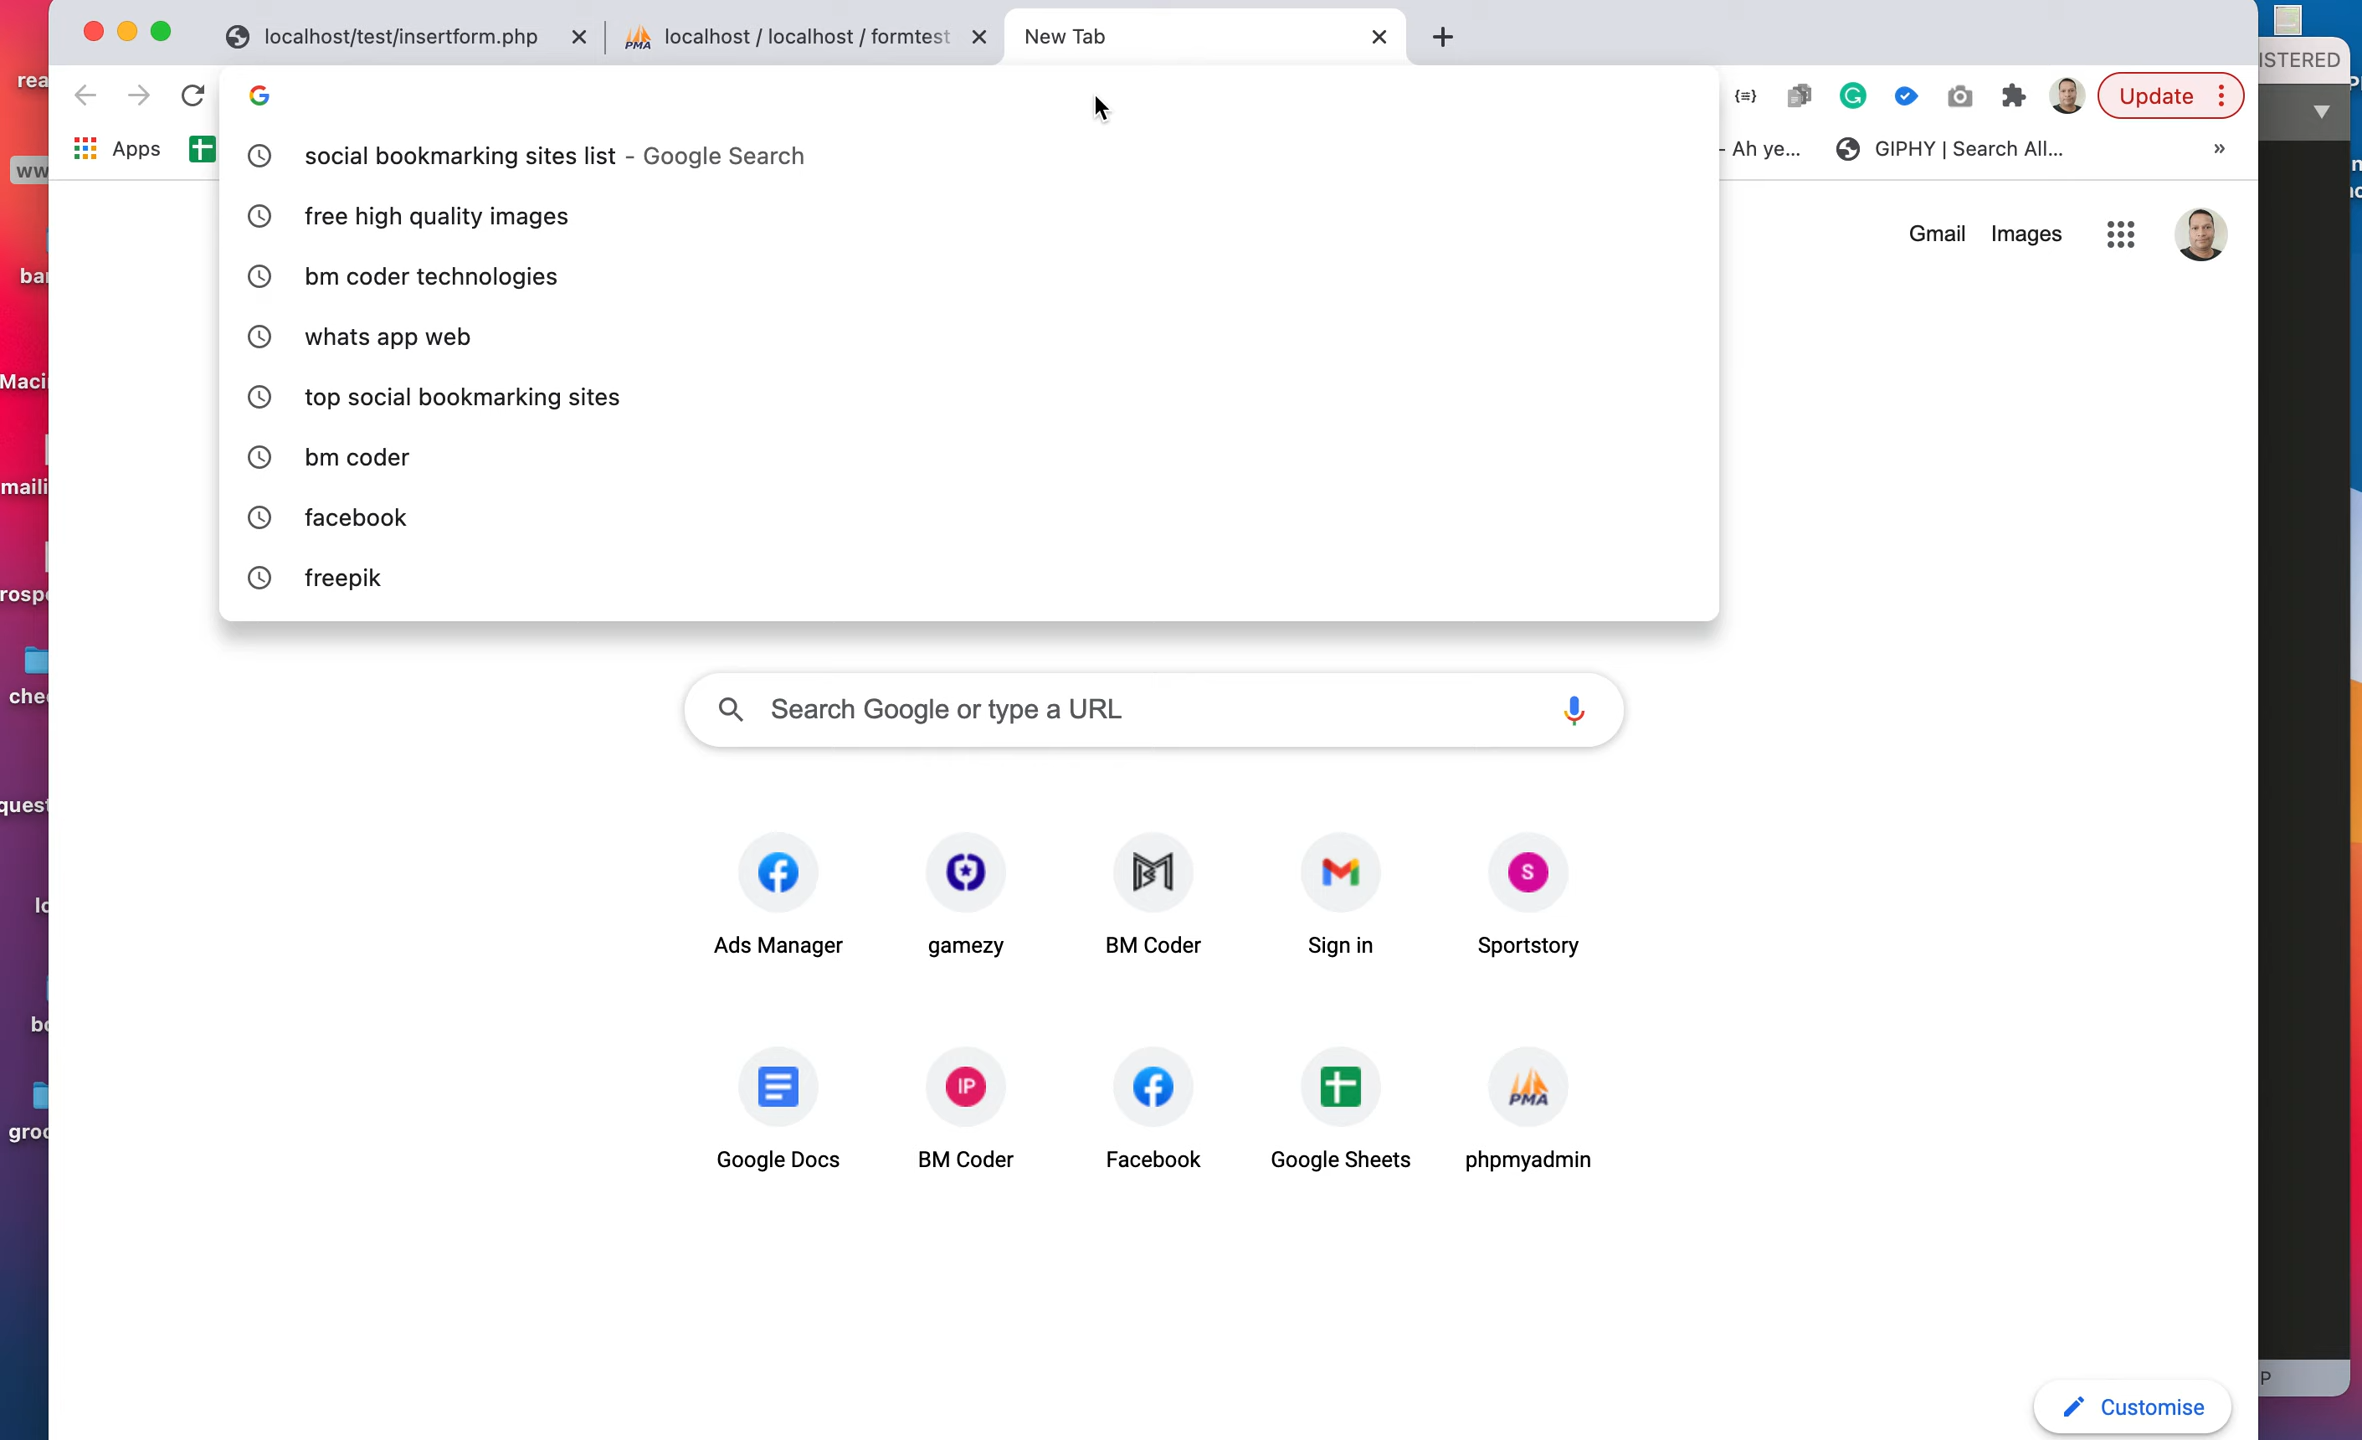 localhost/test/insertform.php
localhost / localhost / formtest
New Tab
ISTERED
Update
Apps
- Ah ye...
GIPHY | Search All...
»
social bookmarking sites list - Google Search
free high quality images
bm coder technologies
whats app web
top social bookmarking sites
bm coder
facebook
freepik
Gmail
Images
Search Google or type a URL
Ads Manager
gamezy
BM Coder
Sign in
S
Sportstory
Google Docs
IP
BM Coder
Facebook
Google Sheets
PMA
phpmyadmin
Customise